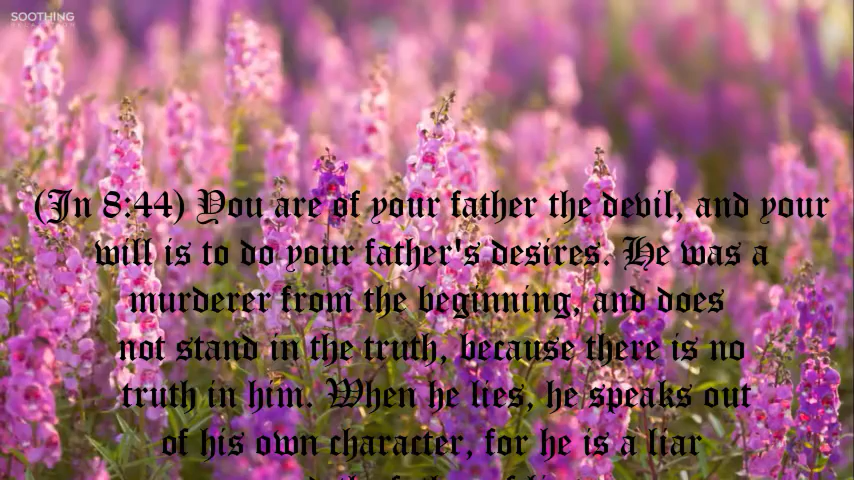 SOOTHING
RELAXATION
(Jn 8:44) You are of your father the devil, and your
will is to do your father's desires. He was a
murderer from the beginning, and does
not stand in the truth, because there is no
truth in him. When he lies, he speaks out
of his own character, for he is a liar